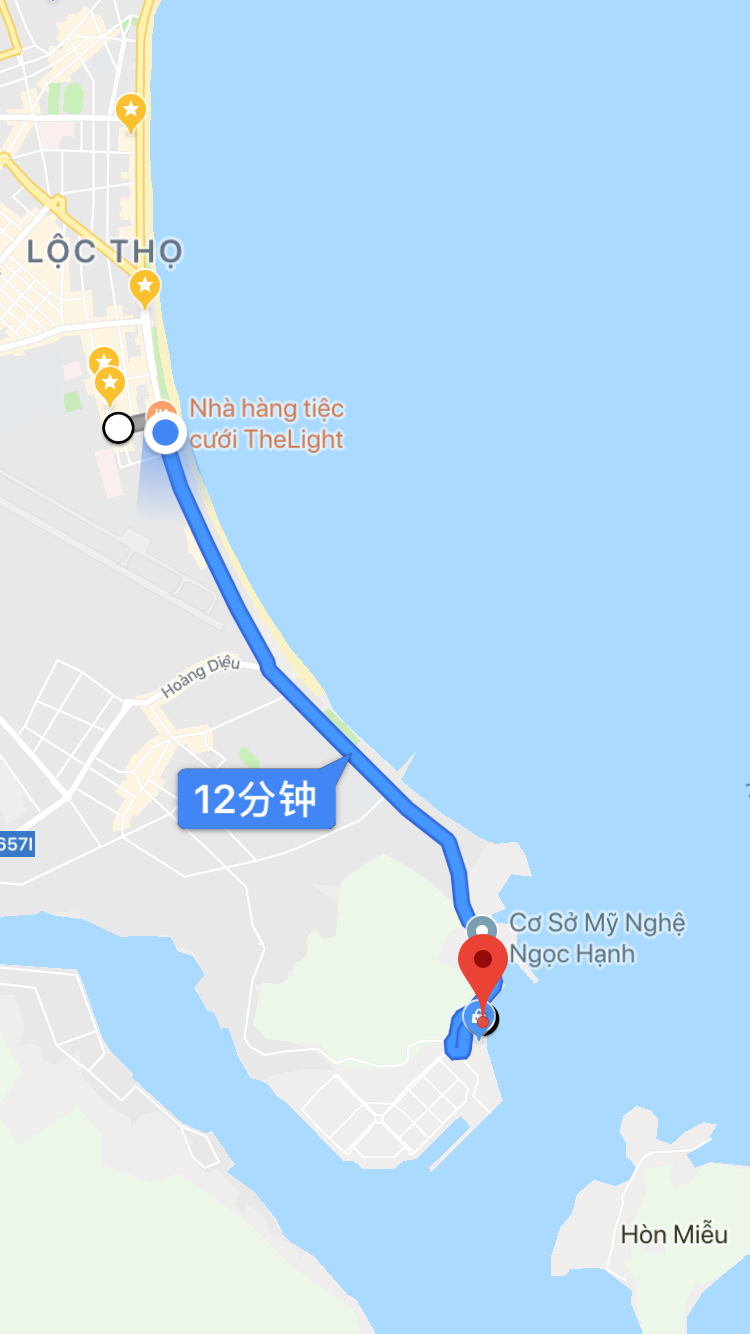 LỘC THỌ
Nhà hàng tiệc
cưới TheLight
Hoàng Diệu
12分钟
657I
Cơ Sở Mỹ Nghệ
Ngọc Hạnh
Hòn Miễu